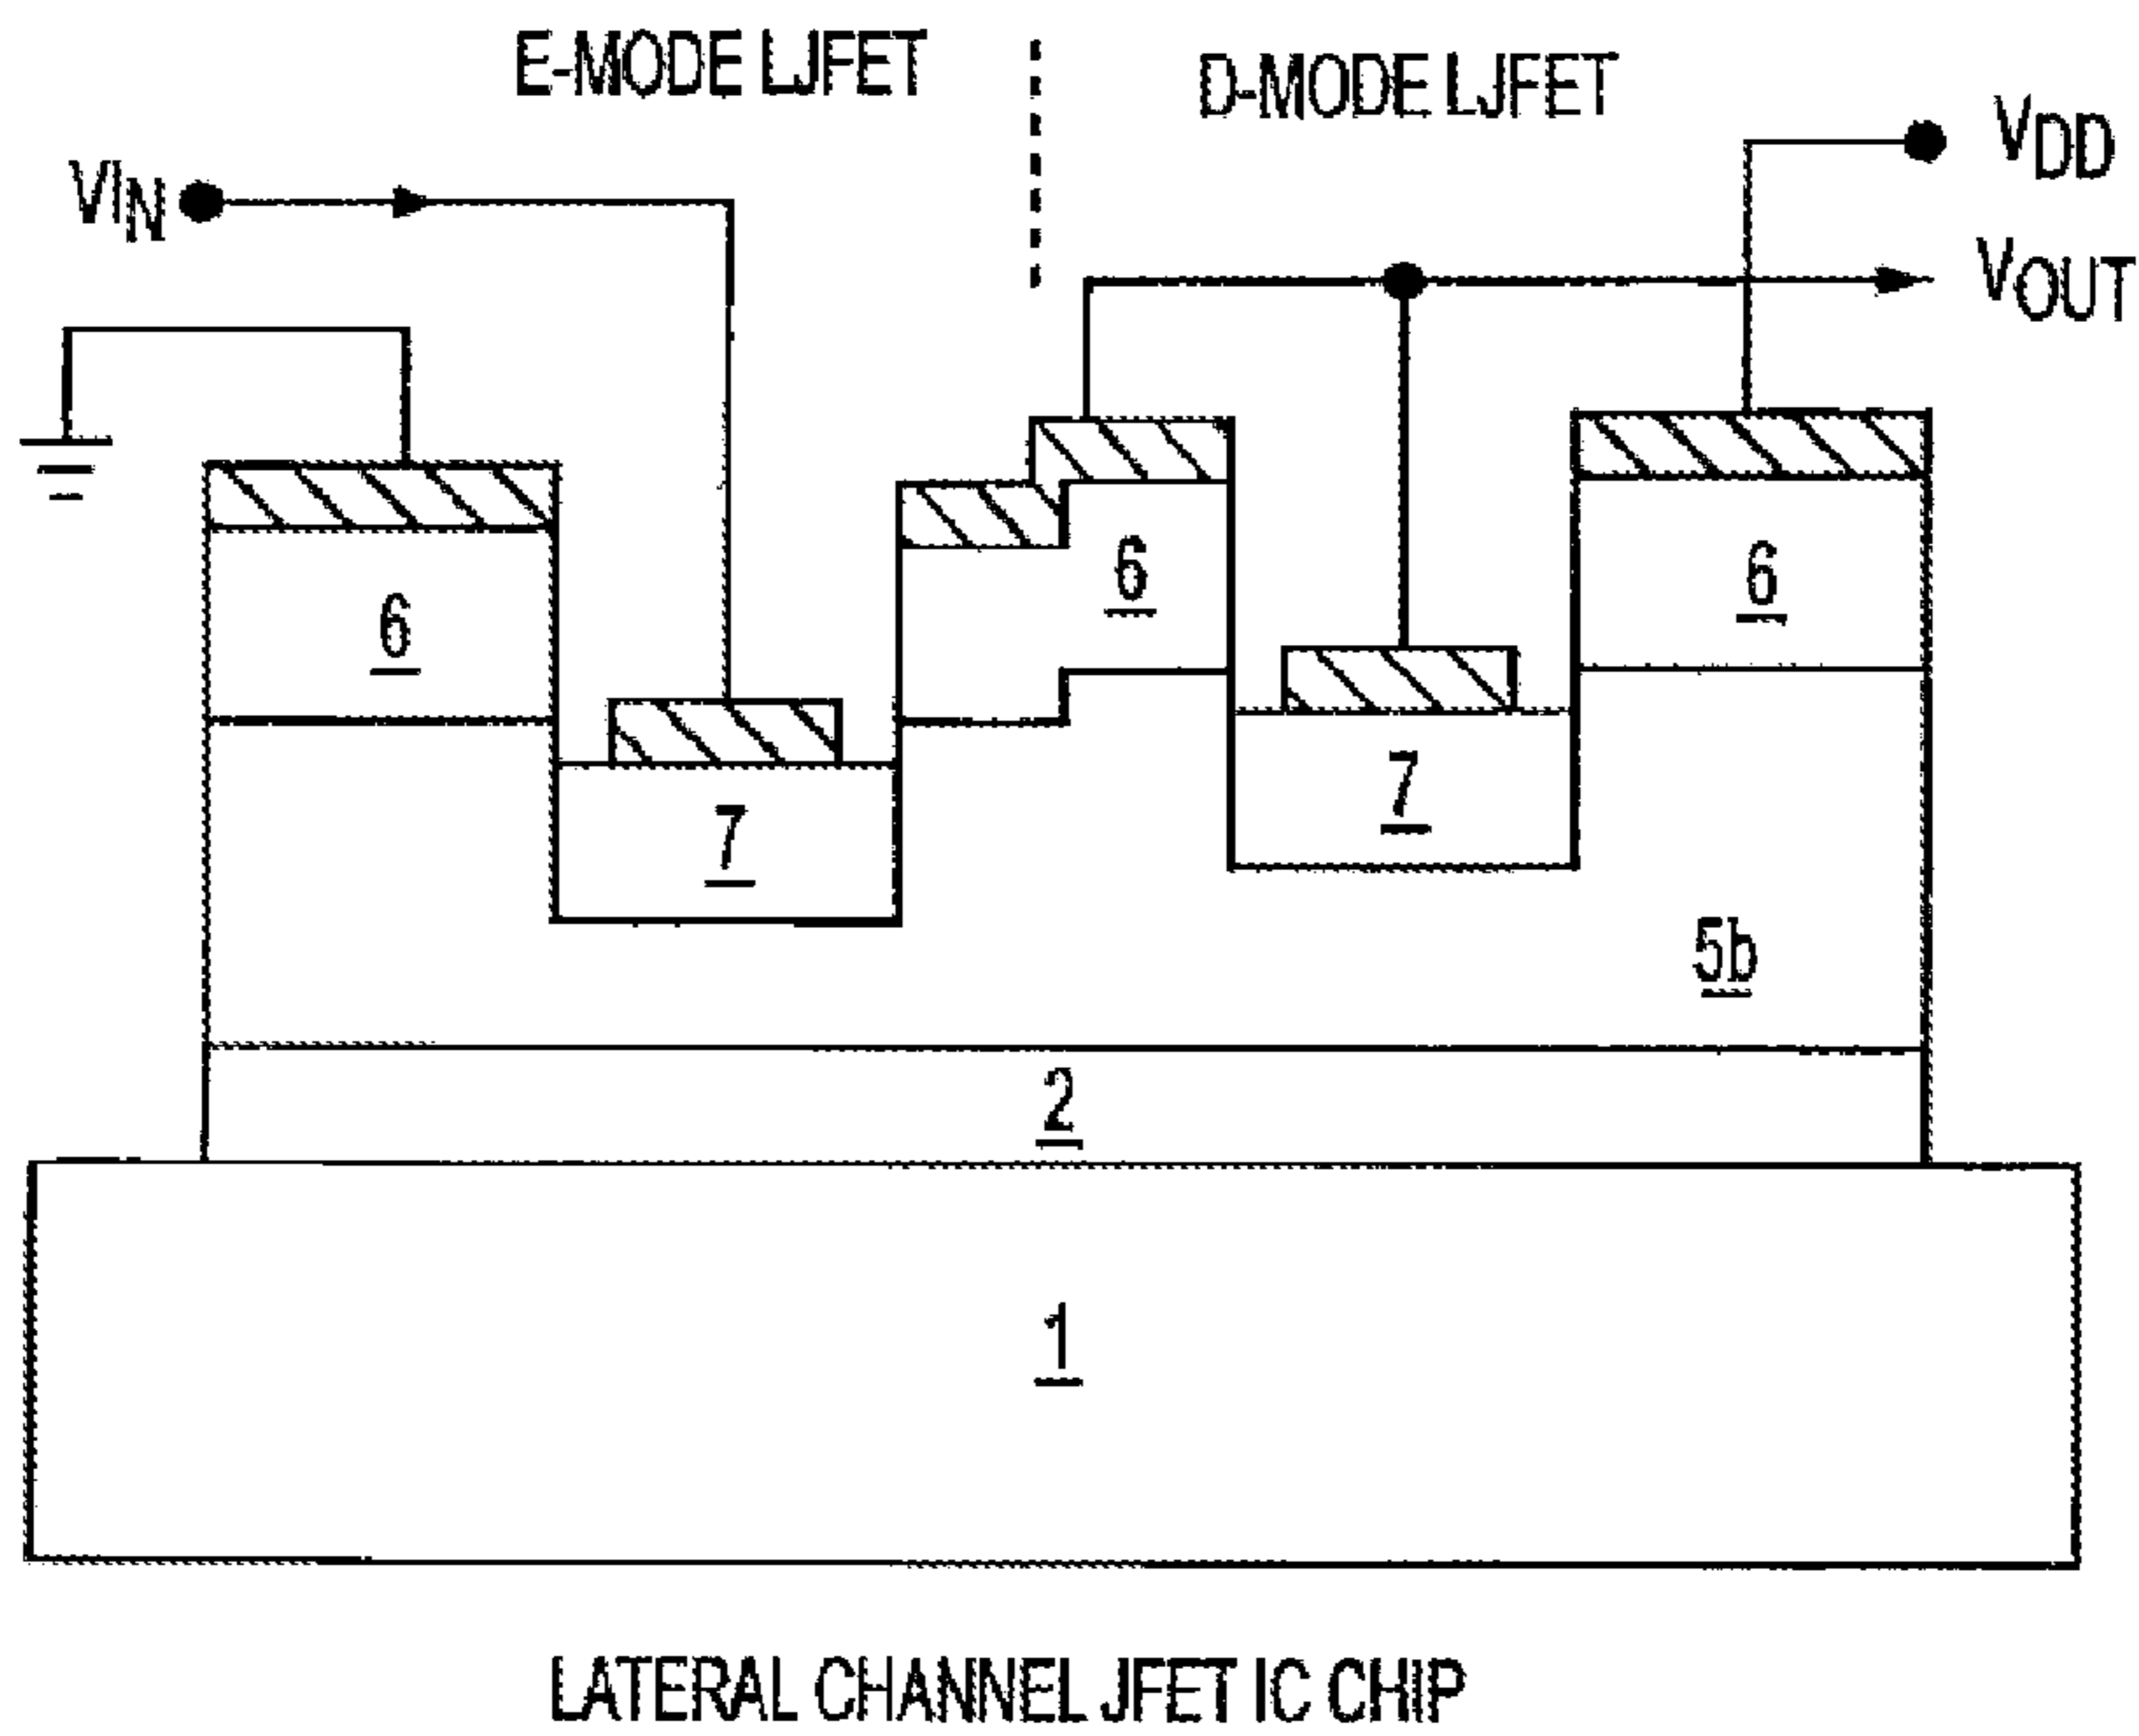 E-MODE LJFET
D-MODE LJFET
VDD
VIN
VOUT
6
6
6
7
7
5b
2
1
LATERAL CHANNEL JFET IC CHIP